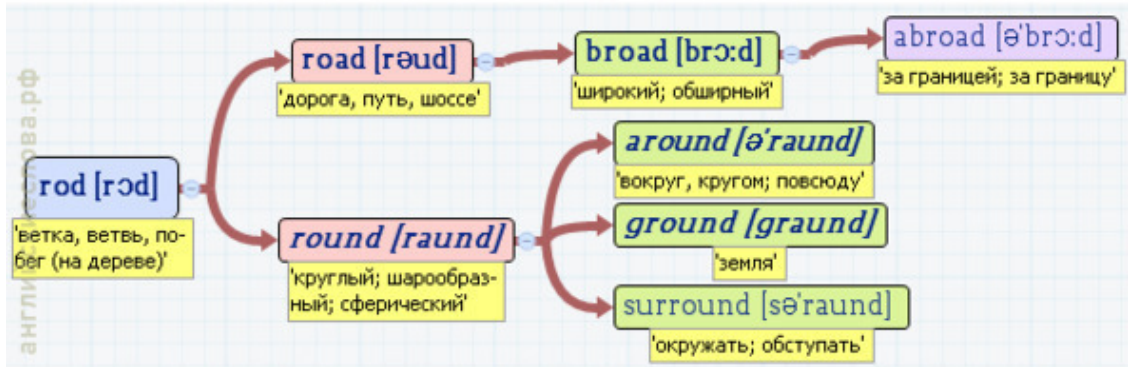 road [rəud]
'дорога, путь, шоссе'
broad [brɔ:d]
'широкий; обширный'
abroad [ə'brɔ:d]
'за границей; за границу'
rod [rɔd]
'ветка, ветвь, по-
бег (на дереве)'
round [raund]
'круглый; шарообраз-
ный; сферический'
around [ə'raund]
'вокруг, кругом; повсюду'
ground [graund]
'земля'
surround [sə'raund]
'окружать; обступать'
английскиеслова.рф